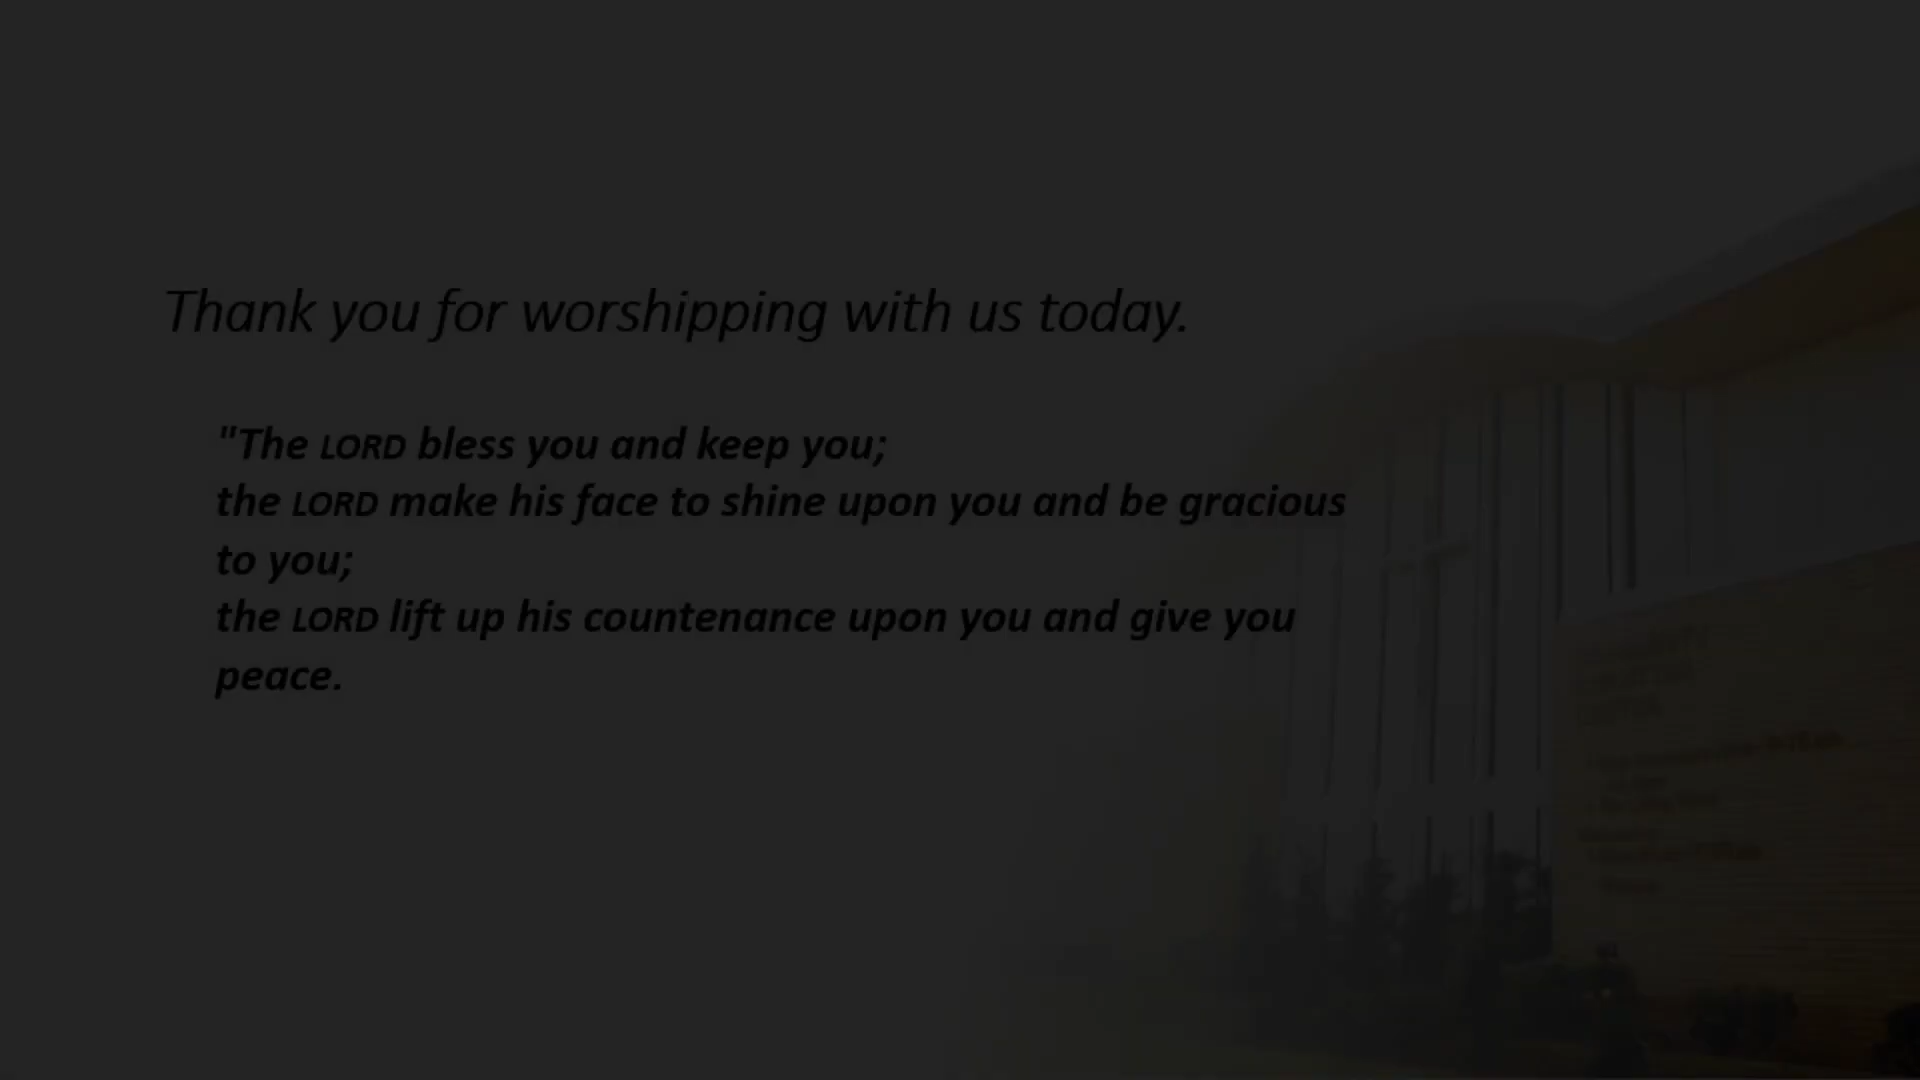 Thank you for worshipping with us today.
"The LORD bless you and keep you;
the LORD make his face to shine upon you and be gracious
to you;
the LORD lift up his countenance upon you and give you
peace.